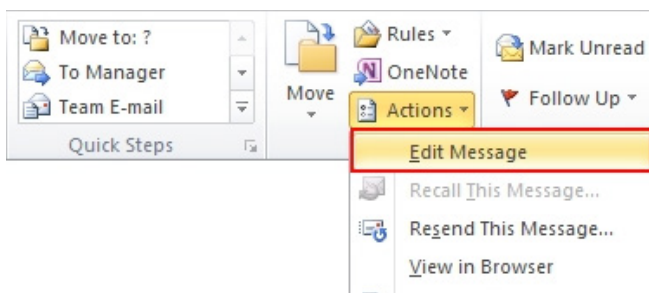 Move to: ?
To Manager
Team E-mail
Quick Steps
Move
Rules
OneNote
Actions
Mark Unread
Follow Up
Edit Message
Recall This Message...
Resend This Message...
View in Browser